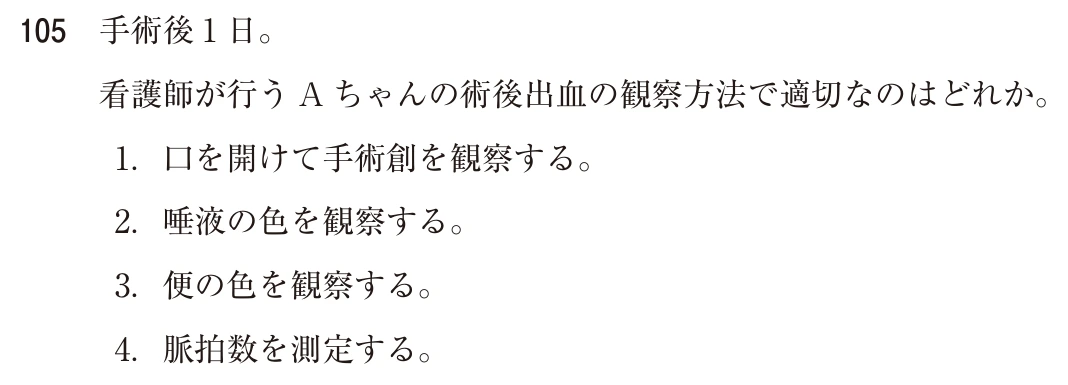 105 手術後1日。
看護師が行う A ちゃんの術後出血の観察方法で適切なのはどれか。
1. 口を開けて手術創を観察する。
2. 唾液の色を観察する。
3. 便の色を観察する。
4. 脈拍数を測定する。